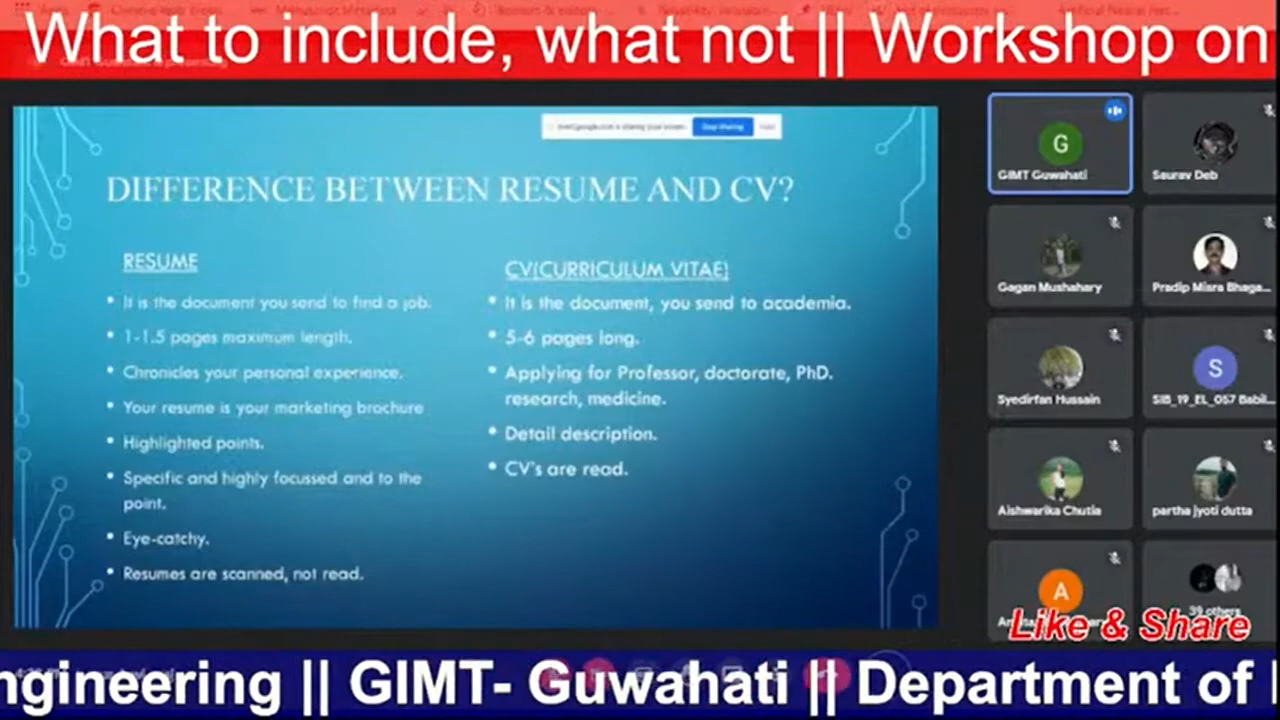 What to include, what not || Workshop on
DIFFERENCE BETWEEN RESUME AND CV?
RESUME
• It is the document you send to find a job.
• 1-1.5 pages maximum length.
• Chronicles your personal experience.
• Your resume is your marketing brochure
• Highlighted points.
• Specific and highly focussed and to the
point.
• Eye-catchy.
• Resumes are scanned, not read.
CV(CURRICULUM VITAE)
• It is the document, you send to academia.
• 5-6 pages long.
• Applying for Professor, doctorate, PhD.
research, medicine.
• Detail description.
• CV's are read.
Stop sharing
G
GIMT Guwahati
Saurav Deb
Gagan Mushahary
Pradip Misra Bhaga...
Syedirfan Hussain
S
SIB_19_EL_057 Babil...
Aishwarika Chutia
partha jyoti dutta
A
39 others
Like & Share
ngineering || GIMT- Guwahati || Department of